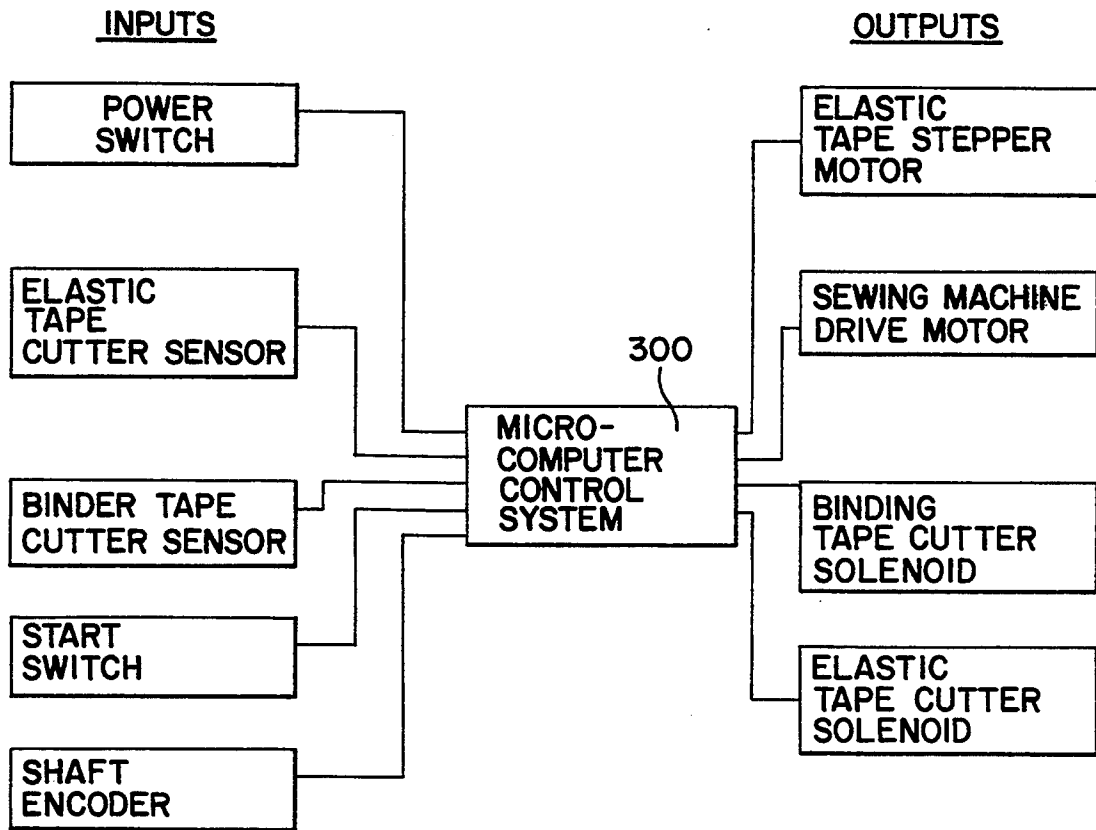 INPUTS
POWER
SWITCH
ELASTIC
TAPE
CUTTER SENSOR
BINDER TAPE
CUTTER SENSOR
START
SWITCH
SHAFT
ENCODER
300
MICRO-
COMPUTER
CONTROL
SYSTEM
OUTPUTS
ELASTIC
TAPE STEPPER
MOTOR
SEWING MACHINE
DRIVE MOTOR
BINDING
TAPE CUTTER
SOLENOID
ELASTIC
TAPE CUTTER
SOLENOID